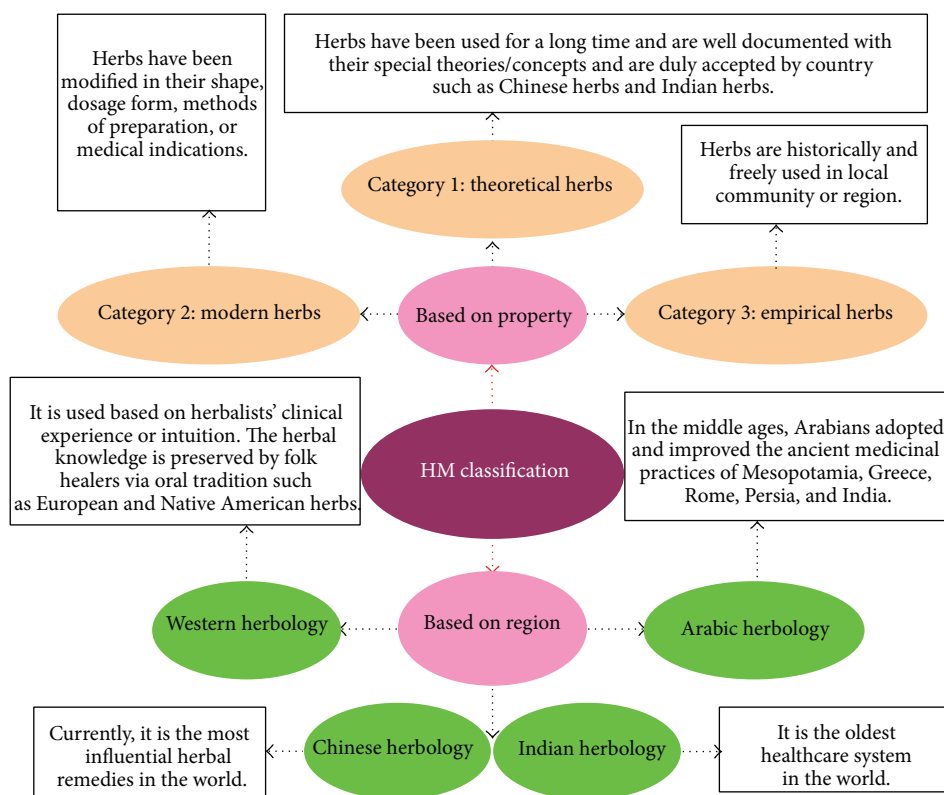 Herbs have been
modified in their shape,
dosage form, methods
of preparation, or
medical indications.
Herbs have been used for a long time and are well documented with
their special theories/concepts and are duly accepted by country
such as Chinese herbs and Indian herbs.
Category 1: theoretical herbs
Herbs are historically and
freely used in local
community or region.
Category 2: modern herbs
Based on property
Category 3: empirical herbs
It is used based on herbalists’ clinical
experience or intuition. The herbal
knowledge is preserved by folk
healers via oral tradition such
as European and Native American herbs.
HM classification
In the middle ages, Arabians adopted
and improved the ancient medicinal
practices of Mesopotamia, Greece,
Rome, Persia, and India.
Western herbology
Based on region
Arabic herbology
Currently, it is the most
influential herbal
remedies in the world.
Chinese herbology
Indian herbology
It is the oldest
healthcare system
in the world.